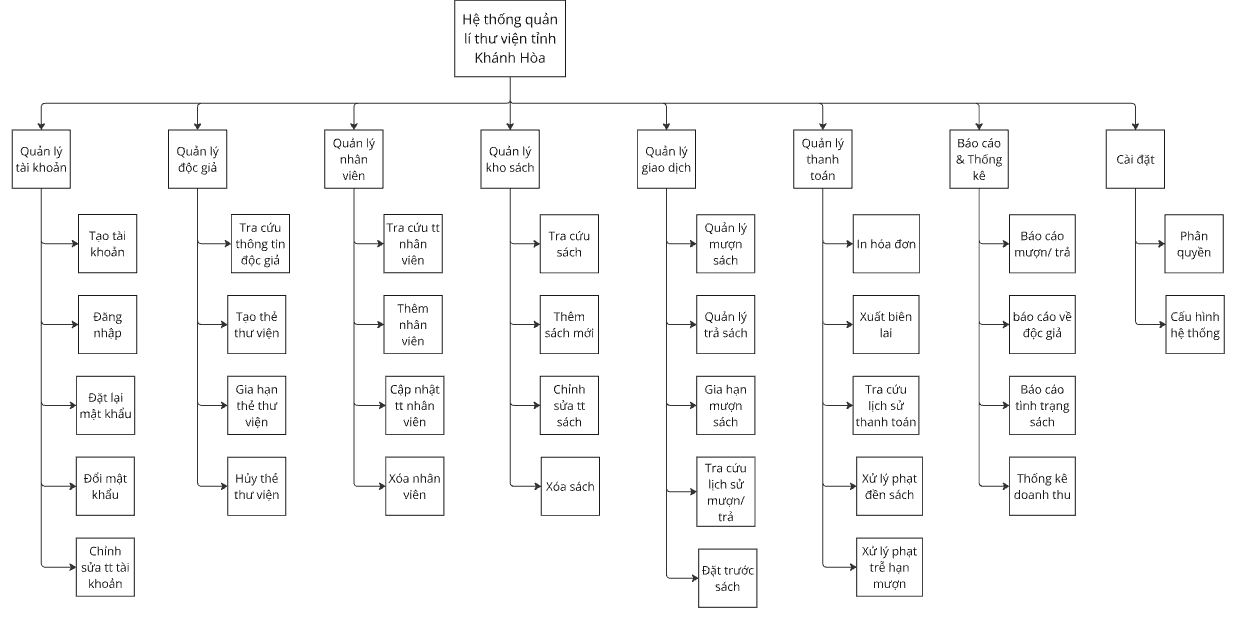 Hệ thống quản
lí thư viện tỉnh
Khánh Hòa
Quản lý
tài khoản
Quản lý
độc giả
Quản lý
nhân
viên
Quản lý
kho sách
Quản lý
giao dịch
Quản lý
thanh
toán
Báo cáo
& Thống
kê
Cài đặt
Tạo tài
khoản
Đăng
nhập
Đặt lại
mật khẩu
Đổi mật
khẩu
Chỉnh
sửa tt tài
khoản
Tra cứu
thông tin
độc giả
Tạo thẻ
thư viện
Gia hạn
thẻ thư
viện
Hủy thẻ
thư viện
Tra cứu tt
nhân
viên
Thêm
nhân
viên
Cập nhật
tt nhân
viên
Xóa nhân
viên
Tra cứu
sách
Thêm
sách mới
Chỉnh
sửa tt
sách
Xóa sách
Quản lý
mượn
sách
Quản lý
trả sách
Gia hạn
mượn
sách
Tra cứu
lịch sử
mượn/
trả
Đặt trước
sách
In hóa đơn
Xuất biên
lai
Tra cứu
lịch sử
thanh toán
Xử lý phạt
đền sách
Xử lý phạt
trễ hạn
mượn
Báo cáo
mượn/ trả
báo cáo về
độc giả
Báo cáo
tình trạng
sách
Thống kê
doanh thu
Phân
quyền
Cấu hình
hệ thống